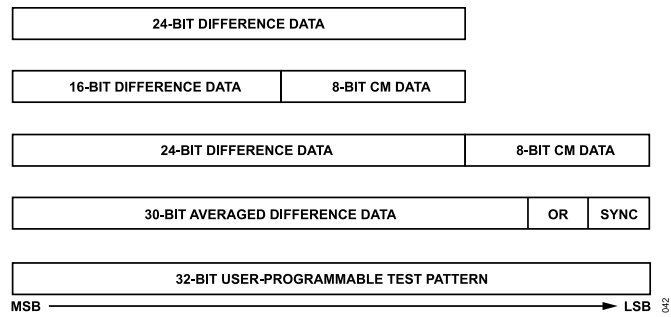 24-BIT DIFFERENCE DATA
16-BIT DIFFERENCE DATA 8-BIT CM DATA
24-BIT DIFFERENCE DATA 8-BIT CM DATA
30-BIT AVERAGED DIFFERENCE DATA OR SYNC
32-BIT USER-PROGRAMMABLE TEST PATTERN
MSB LSB
042